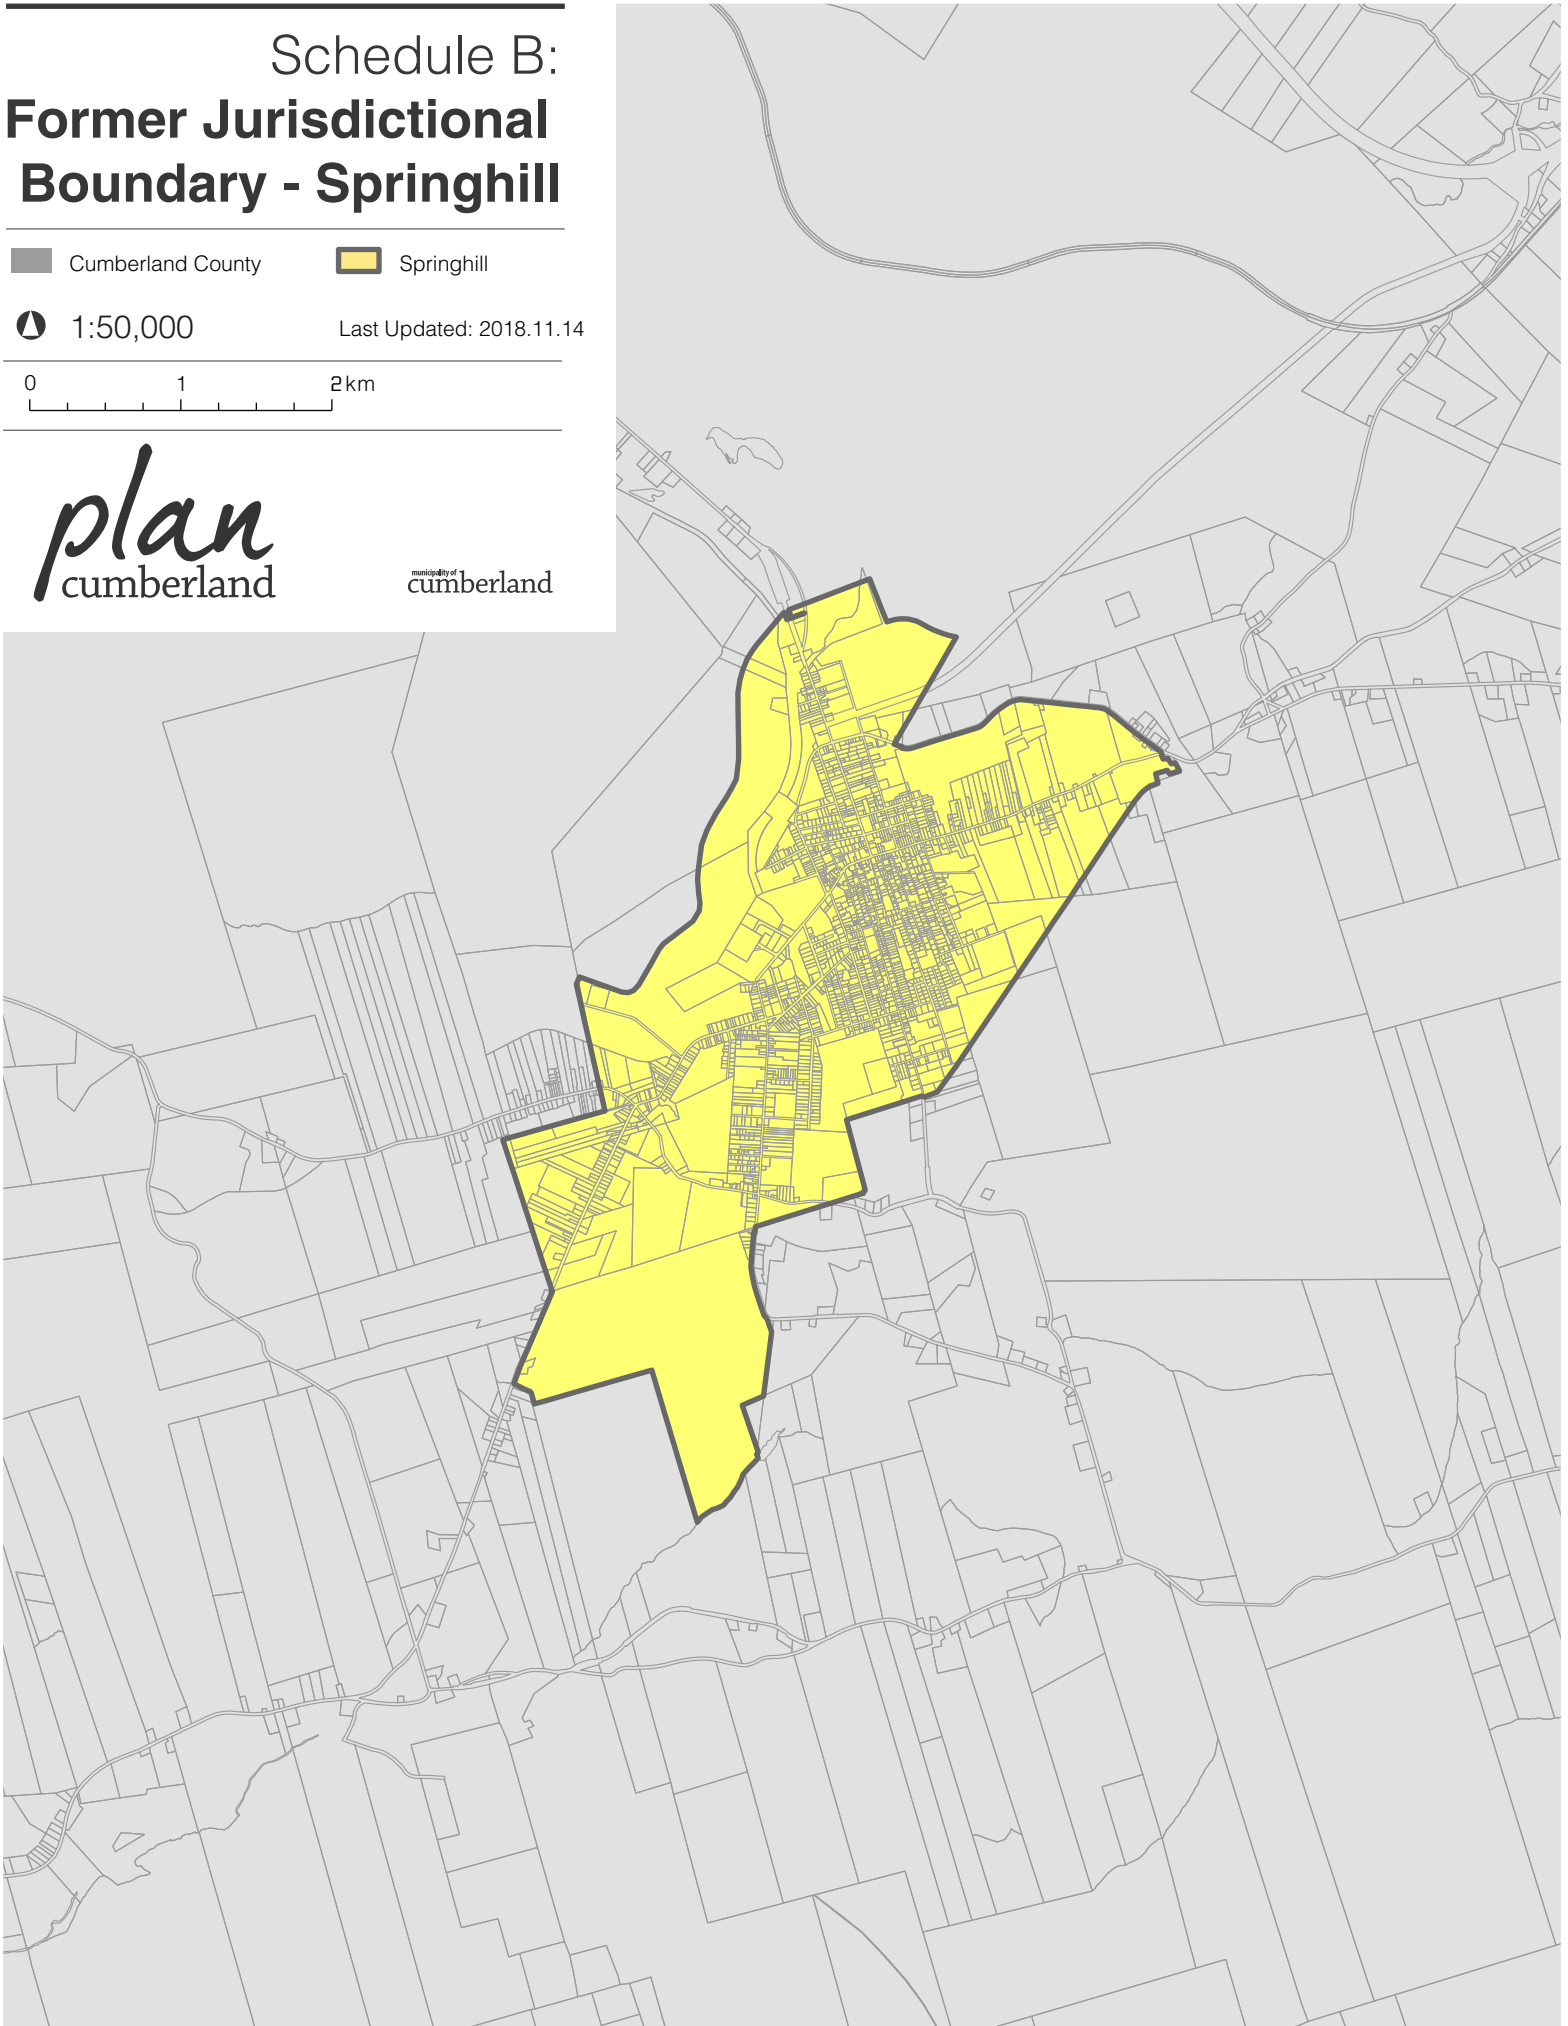 Schedule B:
Former Jurisdictional
Boundary - Springhill
Cumberland County
Springhill
1:50,000
Last Updated: 2018.11.14
0 1 2 km
plan
cumberland
municipality of
cumberland